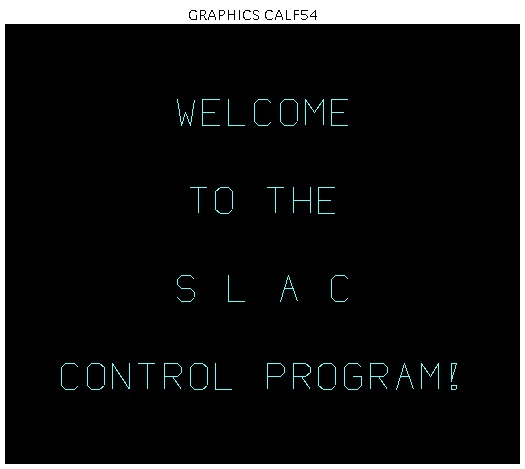 GRAPHICS CALF54
WELCOME
TO THE
S L A C
CONTROL PROGRAM!